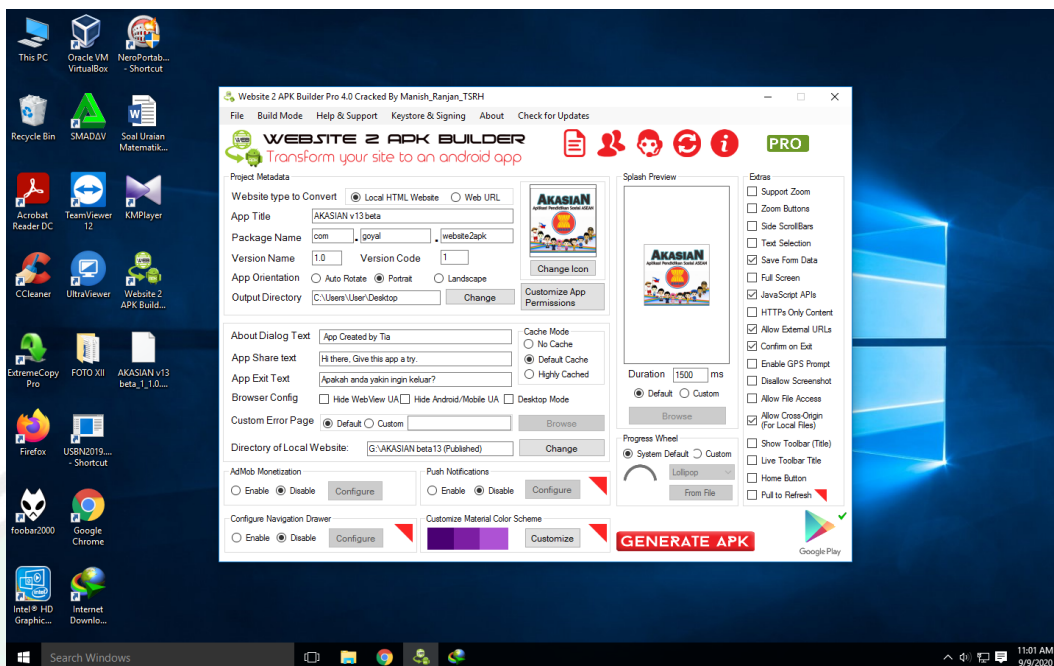 This PC
Oracle VM
VirtualBox
NeroPortab...
- Shortcut
Recycle Bin
SMADΔV
Soal Uraian
Matematik...
Acrobat
Reader DC
TeamViewer
12
KMPlayer
CCleaner
UltraViewer
Website 2
APK Build...
ExtremeCopy
Pro
FOTO XII
AKASIAN v13
beta_1_1.0....
Firefox
USBN2019....
- Shortcut
foobar2000
Google
Chrome
Intel® HD
Graphic...
Internet
Downlo...
Website 2 APK Builder Pro 4.0 Cracked By Manish_Ranjan_TSRH
File Build Mode Help & Support Keystore & Signing About Check for Updates
WEBSITE 2 APK BUILDER
Transform your site to an android app
PRO
Project Metadata
Website type to Convert Local HTML Website Web URL
App Title AKASIAN v13 beta
Package Name com . goyal . website2apk
Version Name 1.0 Version Code 1
App Orientation Auto Rotate Portrait Landscape
Output Directory C:\Users\User\Desktop Change
AKASIAN
Aplikasi Pendidikan Sosial ASEAN
Change Icon
Customize App
Permissions
About Dialog Text App Created by Tia
App Share text Hi there, Give this app a try.
App Exit Text Apakah anda yakin ingin keluar?
Browser Config Hide WebView UA Hide Android/Mobile UA Desktop Mode
Custom Error Page Default Custom Browse
Directory of Local Website: G:\AKASIAN beta13 (Published) Change
Cache Mode
No Cache
Default Cache
Highly Cached
AdMob Monetization
Enable Disable Configure
Push Notifications
Enable Disable Configure
Configure Navigation Drawer
Enable Disable Configure
Customize Material Color Scheme
Customize
Splash Preview
AKASIAN
Aplikasi Pendidikan Sosial ASEAN
Duration 1500 ms
Default Custom
Browse
Progress Wheel
System Default Custom
Lollipop
From File
GENERATE APK
Extras
Support Zoom
Zoom Buttons
Side ScrollBars
Text Selection
Save Form Data
Full Screen
JavaScript APIs
HTTPs Only Content
Allow External URLs
Confirm on Exit
Enable GPS Prompt
Disallow Screenshot
Allow File Access
Allow Cross-Origin
(For Local Files)
Show Toolbar (Title)
Live Toolbar Title
Home Button
Pull to Refresh
Google Play
Search Windows
11:01 AM
9/9/2020